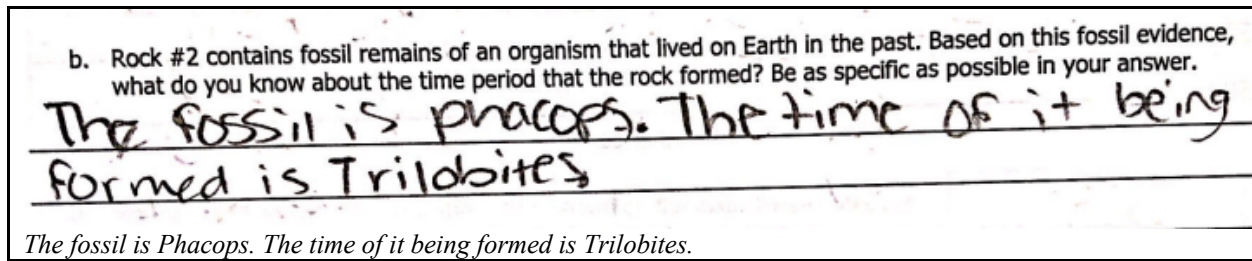 b. Rock #2 contains fossil remains of an organism that lived on Earth in the past. Based on this fossil evidence,
what do you know about the time period that the rock formed? Be as specific as possible in your answer.
The fossil is phacops. The time of it being
formed is Trilobites
The fossil is Phacops. The time of it being formed is Trilobites.